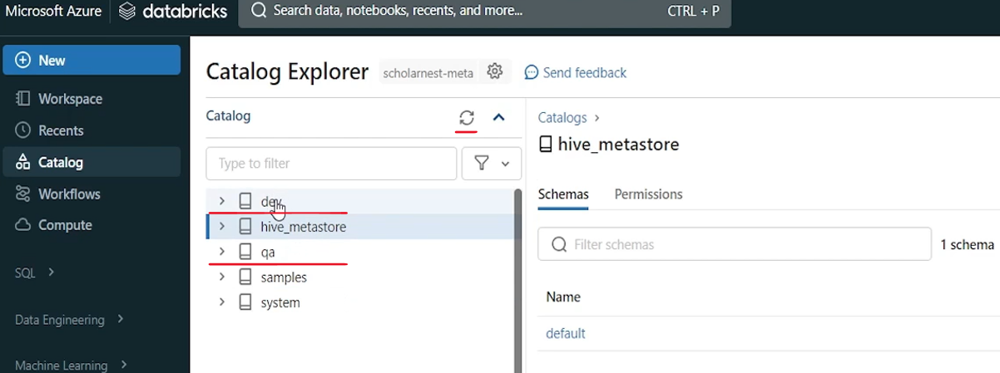 Microsoft Azure databricks Search data, notebooks, recents, and more... CTRL + P
New
Workspace
Recents
Catalog
Workflows
Compute
SQL
Data Engineering
Machine Learning
Catalog Explorer scholarnest-meta Send feedback
Catalog
Type to filter
dev
hive_metastore
qa
samples
system
Catalogs >
hive_metastore
Schemas Permissions
Filter schemas 1 schema
Name
default